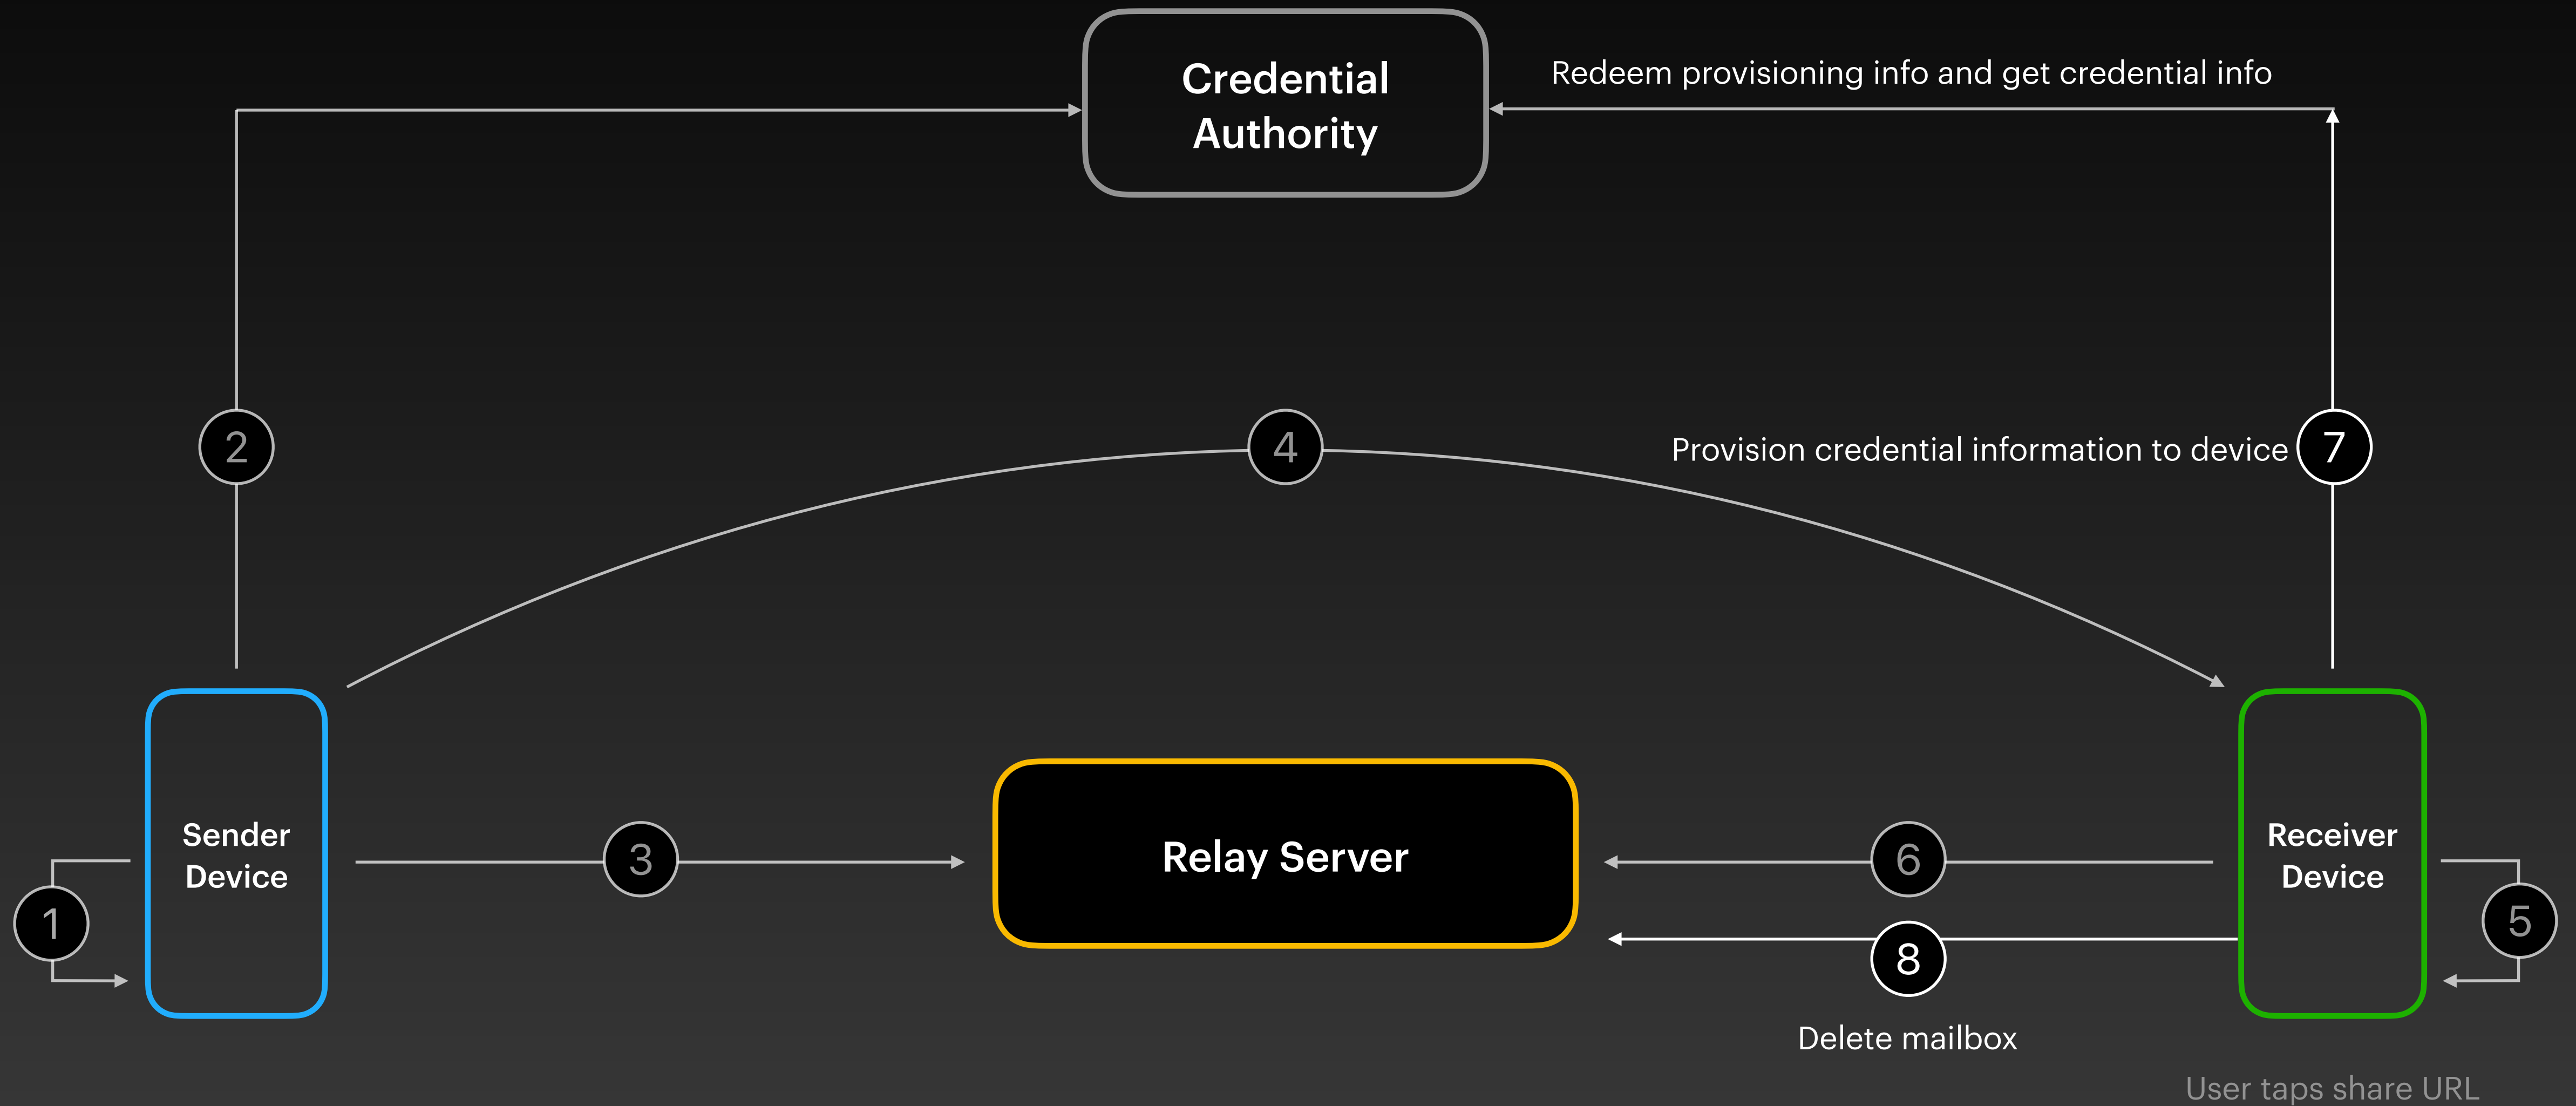 Credential
Authority
Redeem provisioning info and get credential info
2
4
Provision credential information to device
7
Sender
Device
1
3
Relay Server
6
8
Delete mailbox
Receiver
Device
5
User taps share URL